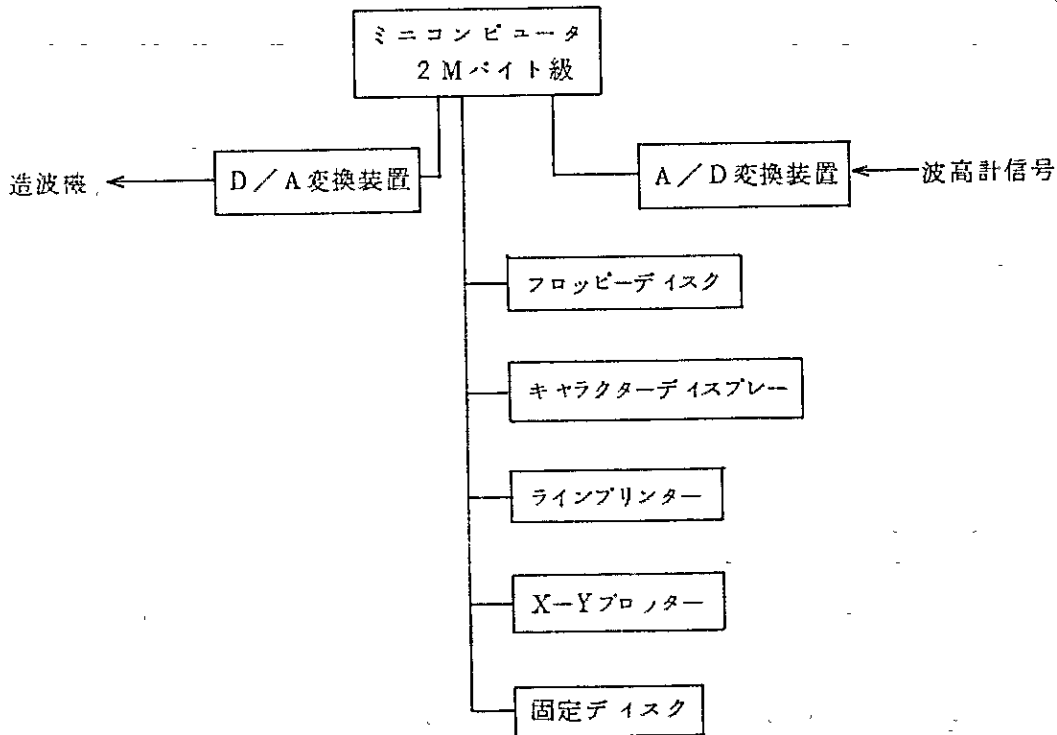 ミニコンピュータ
2Mバイト級
造波機
D/A変換装置
A/D変換装置
波高計信号
フロッピーディスク
キャラクターディスプレー
ラインプリンター
X-Yプロッター
固定ディスク